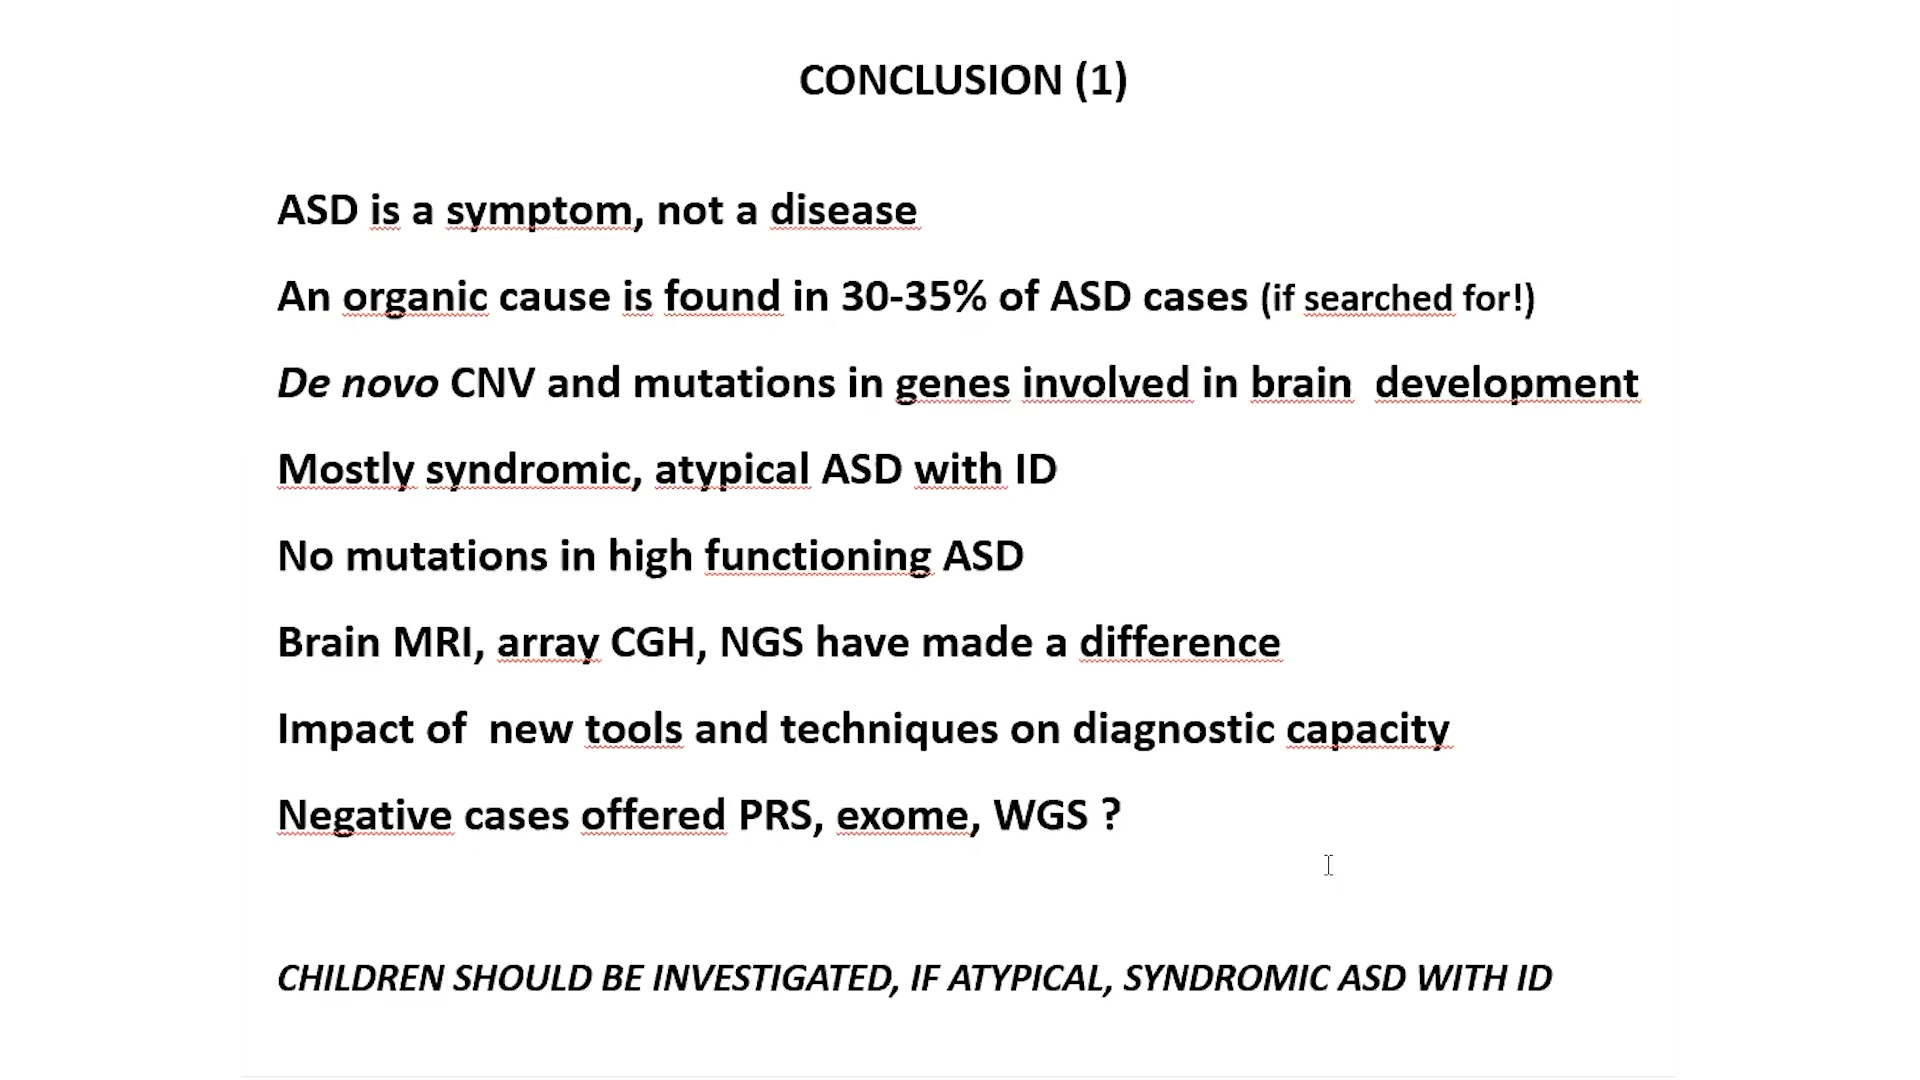 CONCLUSION (1)
ASD is a symptom, not a disease
An organic cause is found in 30-35% of ASD cases (if searched for!)
De novo CNV and mutations in genes involved in brain  development
Mostly syndromic, atypical ASD with ID
No mutations in high functioning ASD
Brain MRI, array CGH, NGS have made a difference
Impact of  new tools and techniques on diagnostic capacity
Negative cases offered PRS, exome, WGS ?
CHILDREN SHOULD BE INVESTIGATED, IF ATYPICAL, SYNDROMIC ASD WITH ID